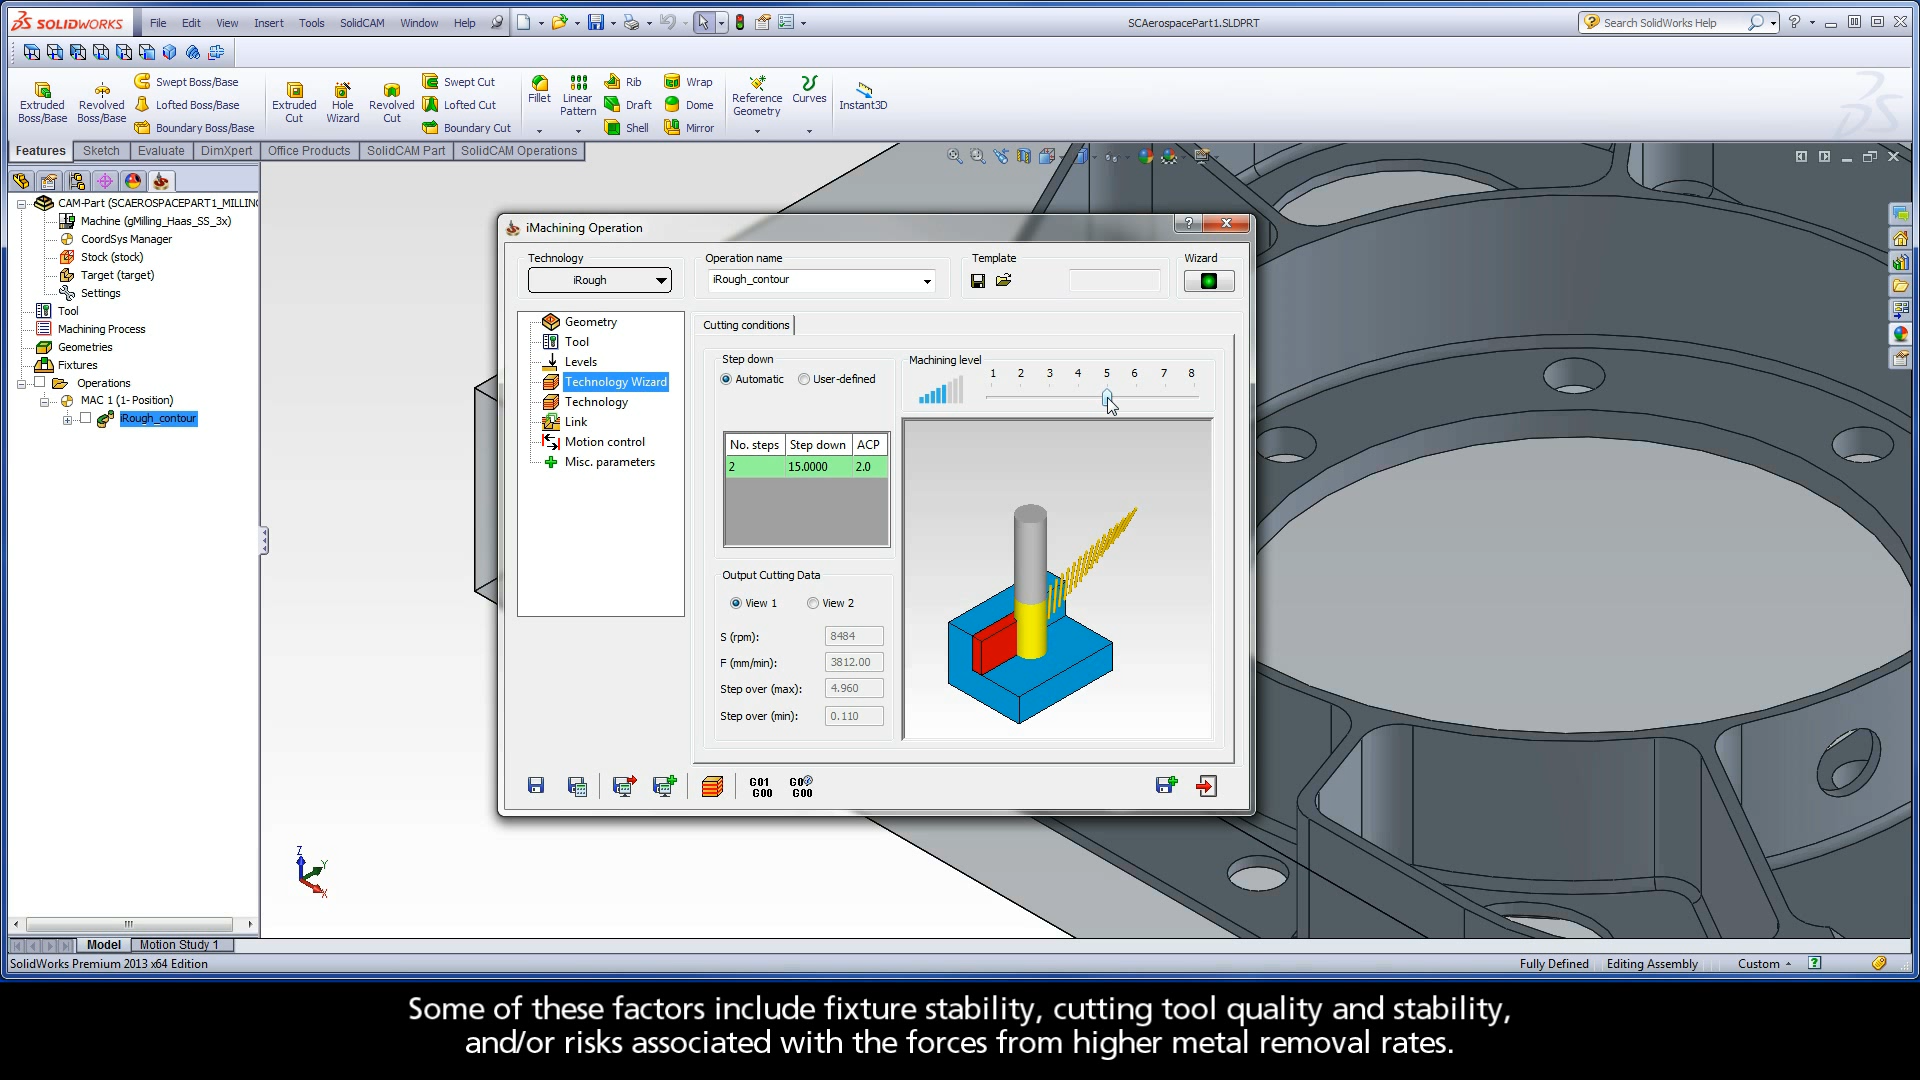 SOLIDWORKS File Edit View Insert Tools SolidCAM Window Help SCAerospacePart1.SLDPRT Search SolidWorks Help
Extruded Boss/Base
Revolved Boss/Base
Swept Boss/Base
Lofted Boss/Base
Boundary Boss/Base
Extruded Cut
Hole Wizard
Revolved Cut
Swept Cut
Lofted Cut
Boundary Cut
Fillet
Linear Pattern
Rib
Draft
Shell
Wrap
Dome
Mirror
Reference Geometry
Curves
Instant3D
Features Sketch Evaluate DimXpert Office Products SolidCAM Part SolidCAM Operations
CAM-Part (SCAEROSPACEPART1_MILLING
Machine (gMilling_Haas_SS_3x)
CoordSys Manager
Stock (stock)
Target (target)
Settings
Tool
Machining Process
Geometries
Fixtures
Operations
MAC 1 (1- Position)
iRough_contour
iMachining Operation
Technology
iRough
Operation name
iRough_contour
Template
Wizard
Geometry
Tool
Levels
Technology Wizard
Technology
Link
Motion control
Misc. parameters
Cutting conditions
Step down
Automatic User-defined
Machining level
1 2 3 4 5 6 7 8
No. steps Step down ACP
2 15.0000 2.0
Output Cutting Data
View 1 View 2
S (rpm): 8484
F (mm/min): 3812.00
Step over (max): 4.960
Step over (min): 0.110
G01 G00
G0 G00
Z
Y
X
Model Motion Study 1
SolidWorks Premium 2013 x64 Edition Fully Defined Editing Assembly Custom
Some of these factors include fixture stability, cutting tool quality and stability,
and/or risks associated with the forces from higher metal removal rates.